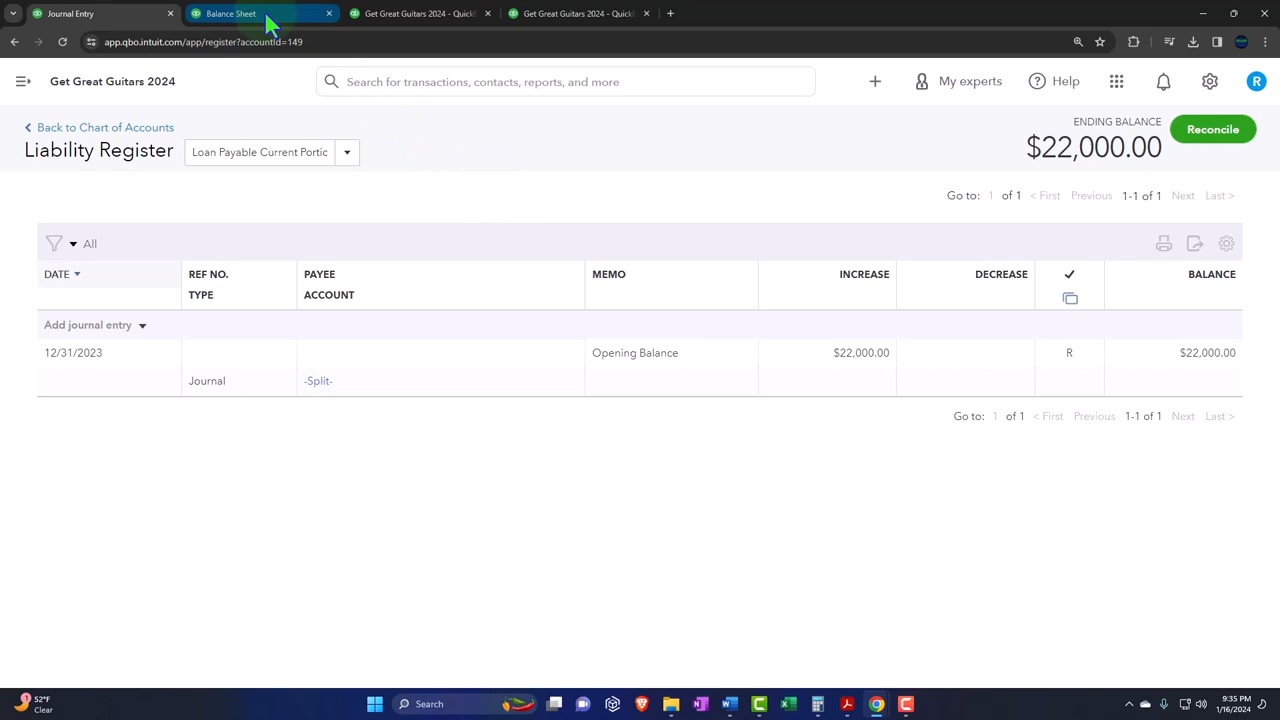 Journal Entry
Balance Sheet
Get Great Guitars 2024 - QuickB
Get Great Guitars 2024 - QuickB
app.qbo.intuit.com/app/register?accountId=149
Get Great Guitars 2024
Search for transactions, contacts, reports, and more
My experts
Help
R
Back to Chart of Accounts
Liability Register
Loan Payable Current Portic
ENDING BALANCE
$22,000.00
Reconcile
Go to: 1 of 1 < First Previous 1-1 of 1 Next Last >
All
DATE REF NO. PAYEE MEMO INCREASE DECREASE BALANCE
TYPE ACCOUNT
Add journal entry
12/31/2023 Opening Balance $22,000.00 R $22,000.00
Journal -Split-
Go to: 1 of 1 < First Previous 1-1 of 1 Next Last >
1
52°F
Clear
Search
9:35 PM
1/16/2024